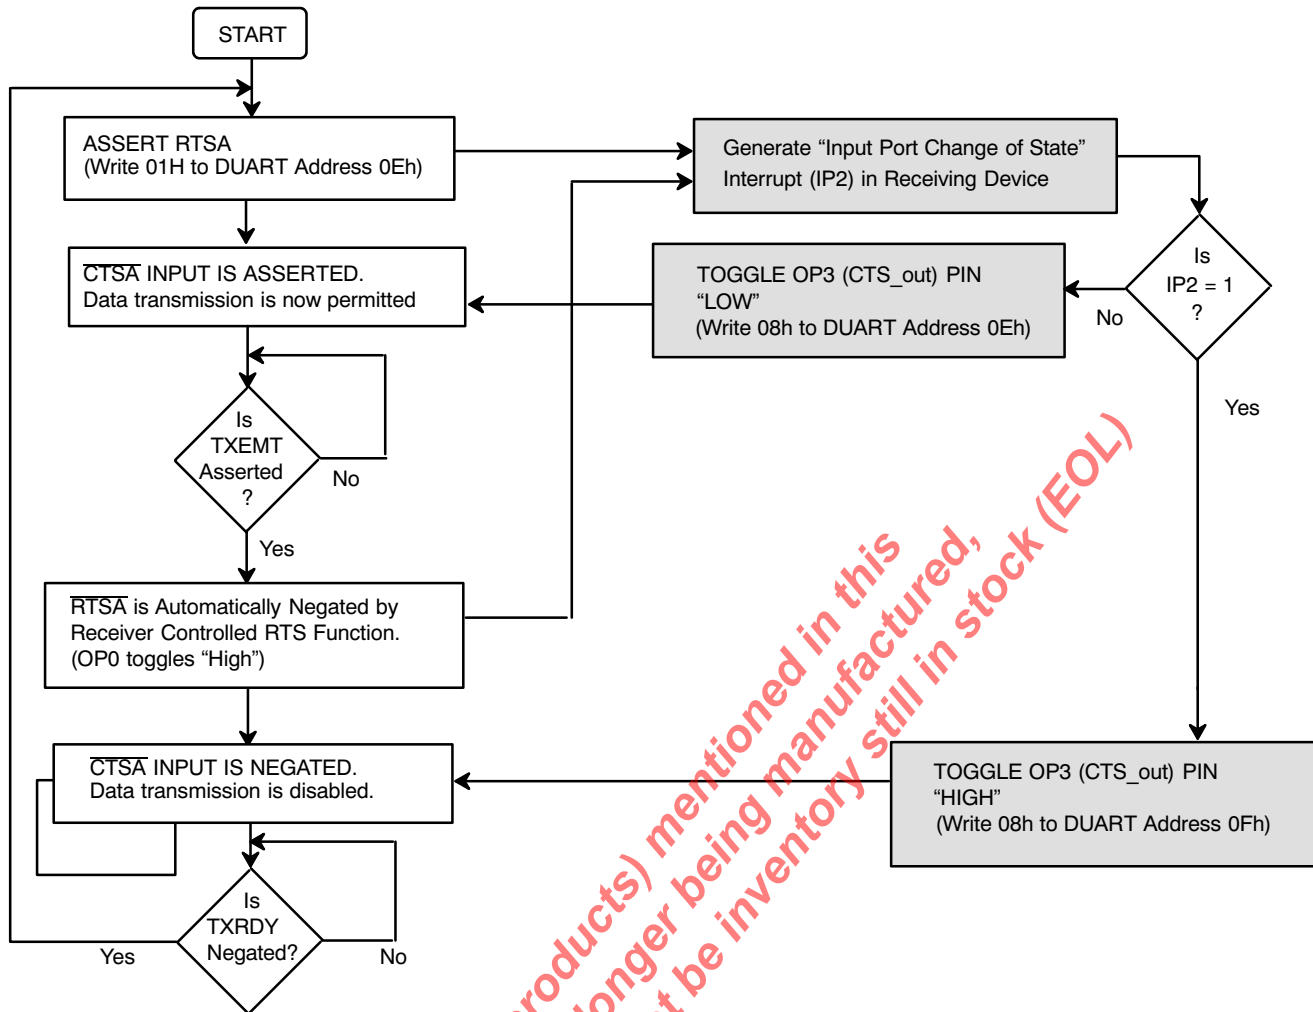 START
ASSERT RTSA
(Write 01H to DUART Address 0Eh)
Generate “Input Port Change of State”
Interrupt (IP2) in Receiving Device
CTSA INPUT IS ASSERTED.
Data transmission is now permitted
TOGGLE OP3 (CTS_out) PIN
“LOW”
(Write 08h to DUART Address 0Eh)
Is
IP2 = 1
?
No
Yes
Is
TXEMT
Asserted
?
No
Yes
RTSA is Automatically Negated by
Receiver Controlled RTS Function.
(OP0 toggles “High”)
CTSA INPUT IS NEGATED.
Data transmission is disabled.
TOGGLE OP3 (CTS_out) PIN
“HIGH”
(Write 08h to DUART Address 0Fh)
Is
TXRDY
Negated?
Yes
No
mentioned in this
longer being manufactured,
be inventory still in stock (EOL)